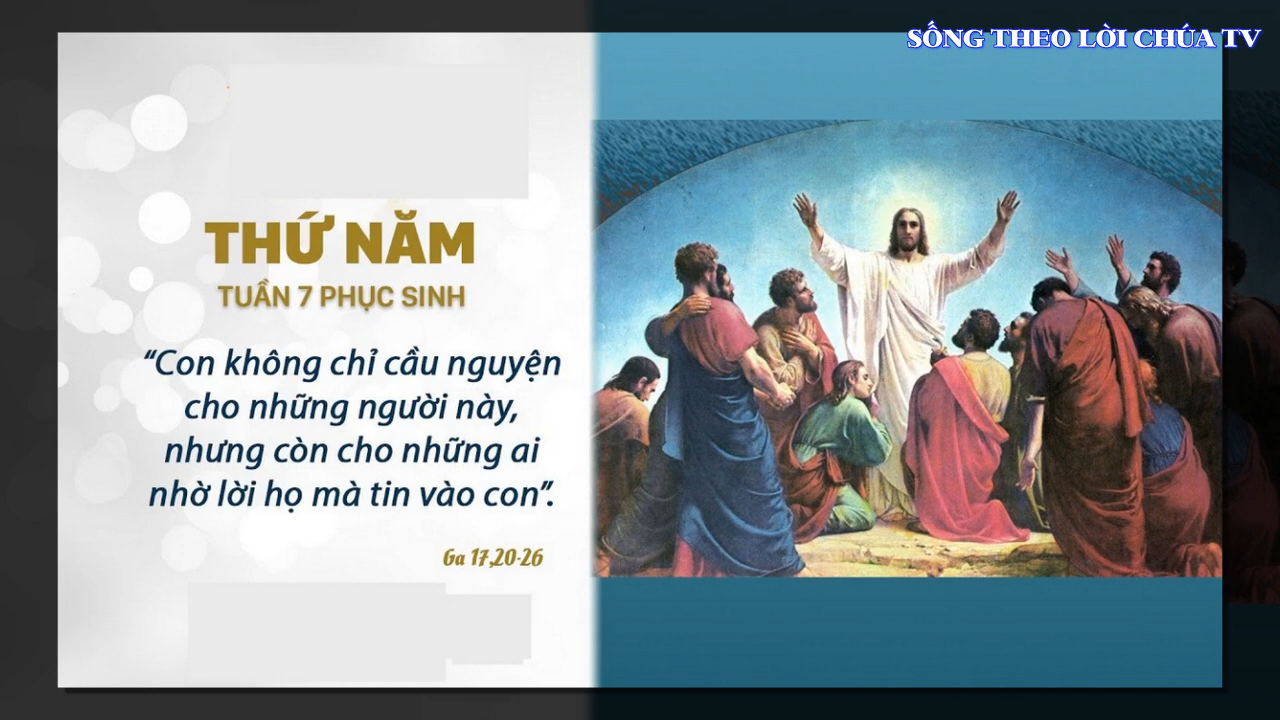 SỐNG THEO LỜI CHÚA TV
THỨ NĂM
TUẦN 7 PHỤC SINH
“Con không chỉ cầu nguyện
cho những người này,
nhưng còn cho những ai
nhờ lời họ mà tin vào con”.
Ga 17,20-26